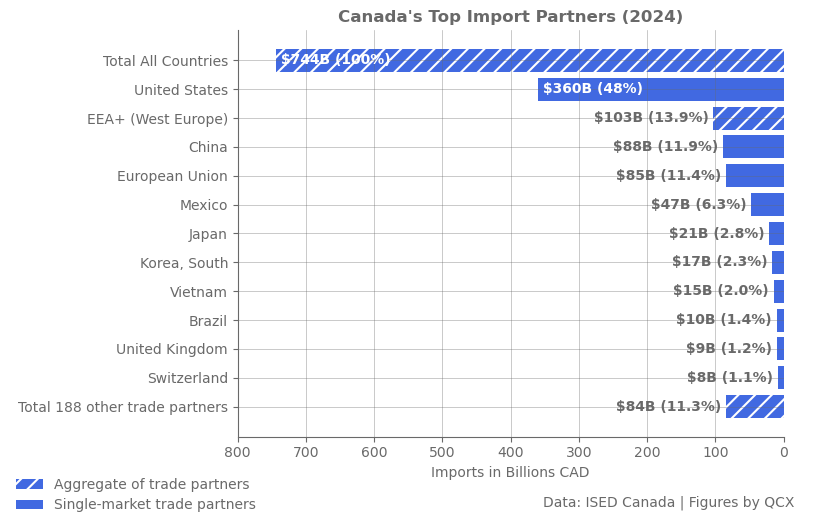 Canada's Top Import Partners (2024)
Total All Countries $744B (100%)
United States $360B (48%)
EEA+ (West Europe) $103B (13.9%)
China $88B (11.9%)
European Union $85B (11.4%)
Mexico $47B (6.3%)
Japan $21B (2.8%)
Korea, South $17B (2.3%)
Vietnam $15B (2.0%)
Brazil $10B (1.4%)
United Kingdom $9B (1.2%)
Switzerland $8B (1.1%)
Total 188 other trade partners $84B (11.3%)
800 700 600 500 400 300 200 100 0
Imports in Billions CAD
Aggregate of trade partners
Single-market trade partners
Data: ISED Canada | Figures by QCX